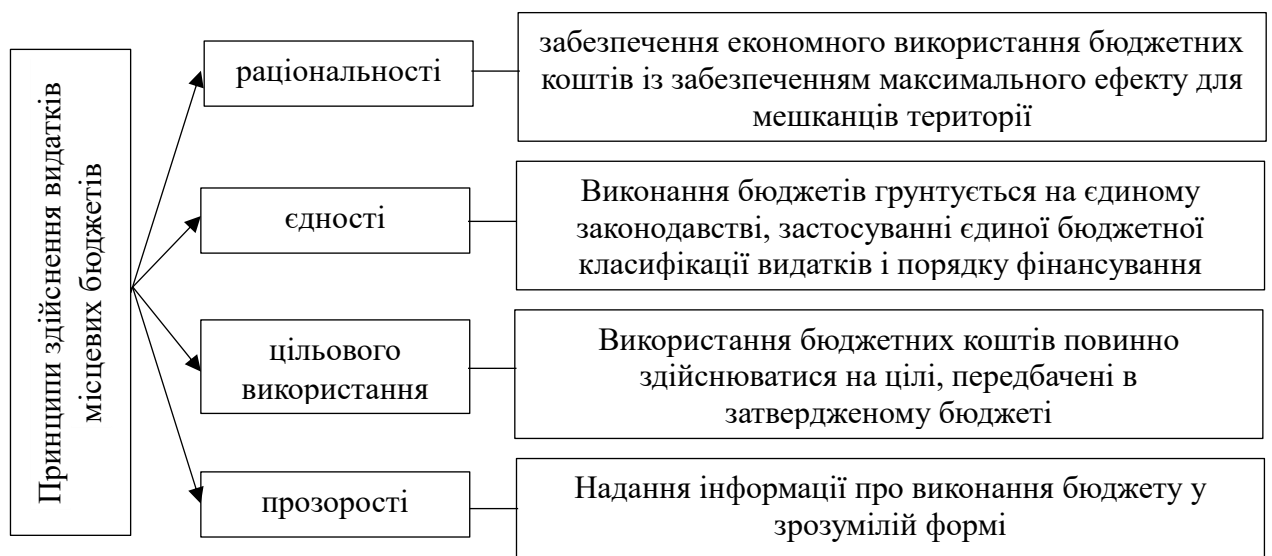 Принципи здійснення видатків
місцевих бюджетів
раціональності
забезпечення економного використання бюджетних
коштів із забезпеченням максимального ефекту для
мешканців території
єдності
Виконання бюджетів грунтується на єдиному
законодавстві, застосуванні єдиної бюджетної
класифікації видатків і порядку фінансування
цільового
використання
Використання бюджетних коштів повинно
здійснюватися на цілі, передбачені в
затвердженому бюджеті
прозорості
Надання інформації про виконання бюджету у
зрозумілій формі